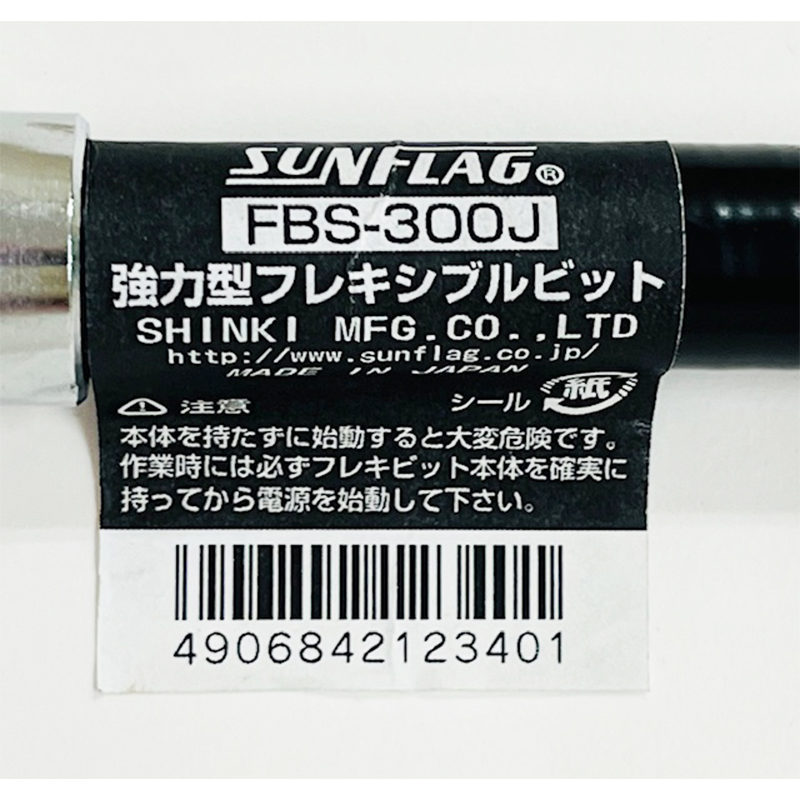 SUNFLAG®
FBS-300J
強力型フレキシブルビット
SHINKI MFG.CO.,LTD
http://www.sunflag.co.jp/
MADE IN JAPAN
⚠ 注意 シール 紙
本体を持たずに始動すると大変危険です。
作業時には必ずフレキビット本体を確実に
持ってから電源を始動して下さい。
4906842123401